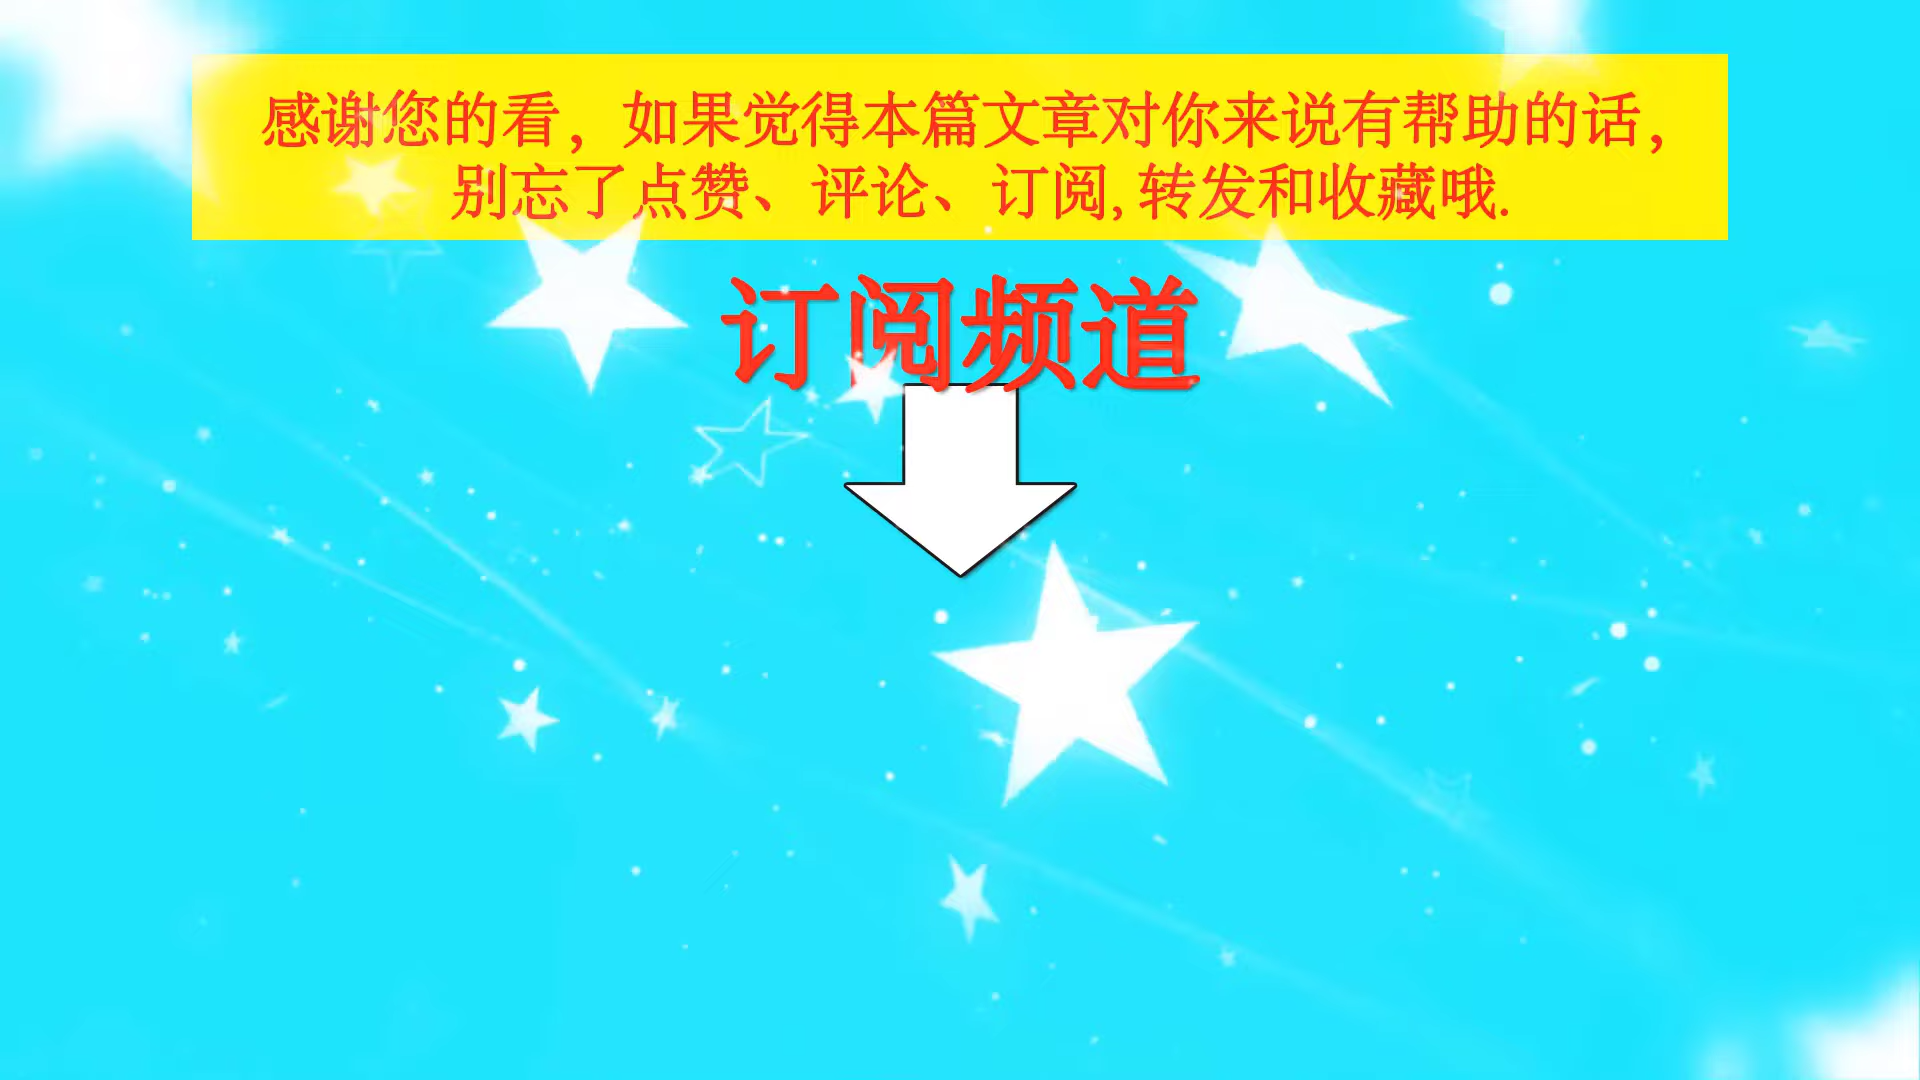 感谢您的看，如果觉得本篇文章对你来说有帮助的话，
别忘了点赞、评论、订阅,转发和收藏哦.
订阅频道